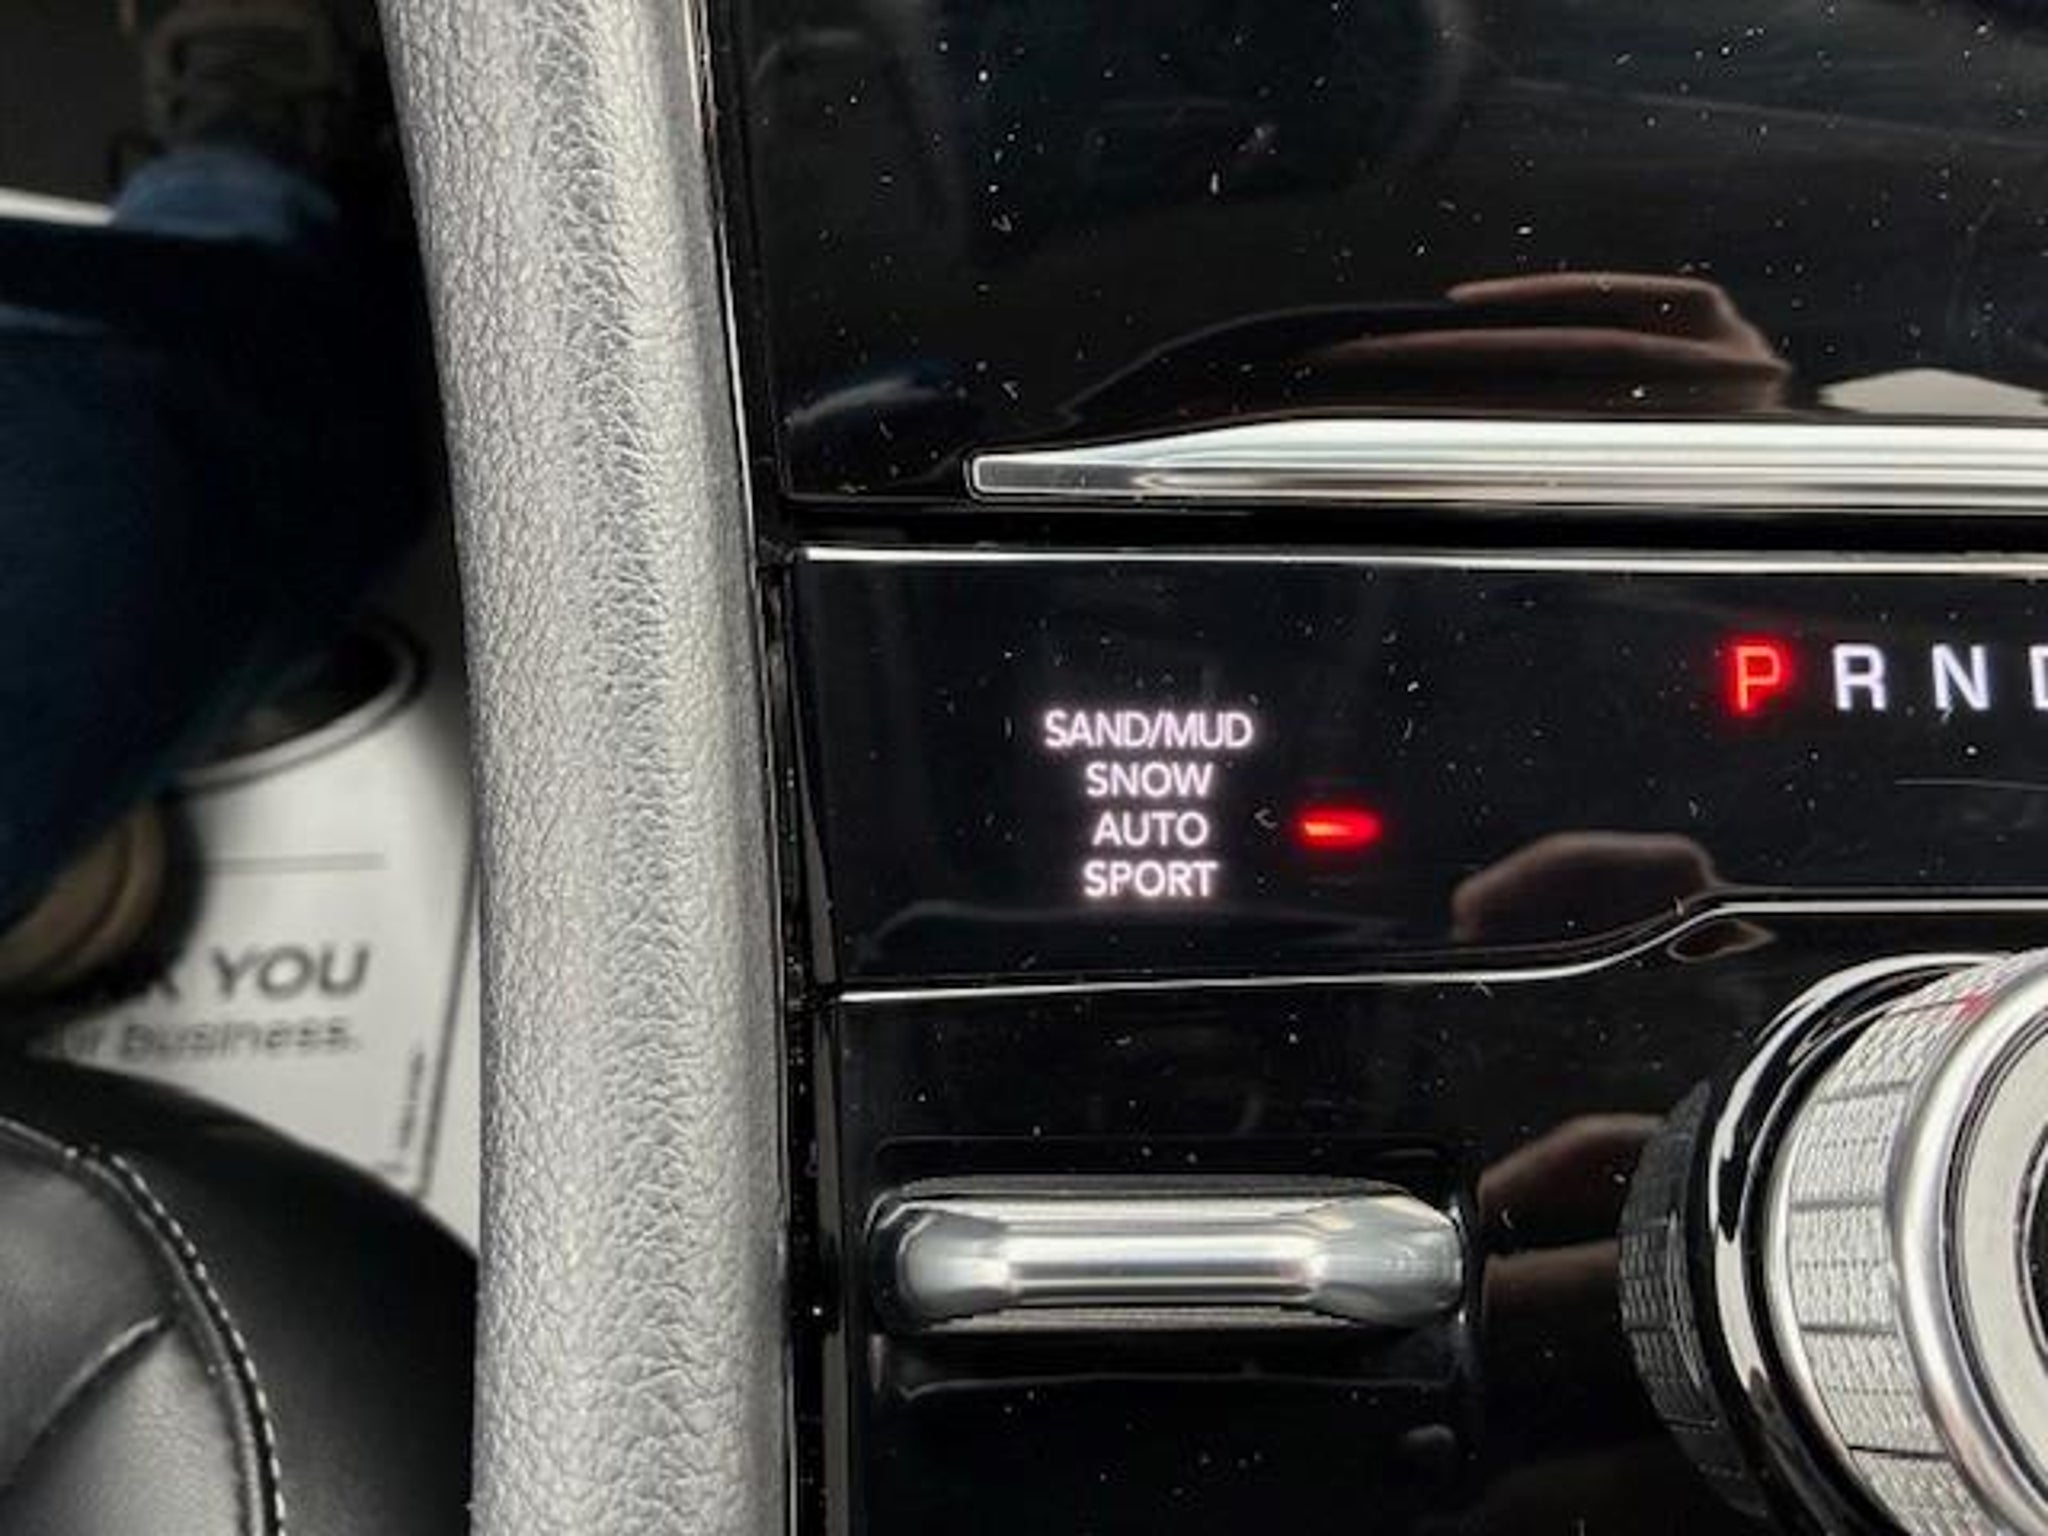 P R N
SAND/MUD
SNOW
AUTO
SPORT
YOU
Business.